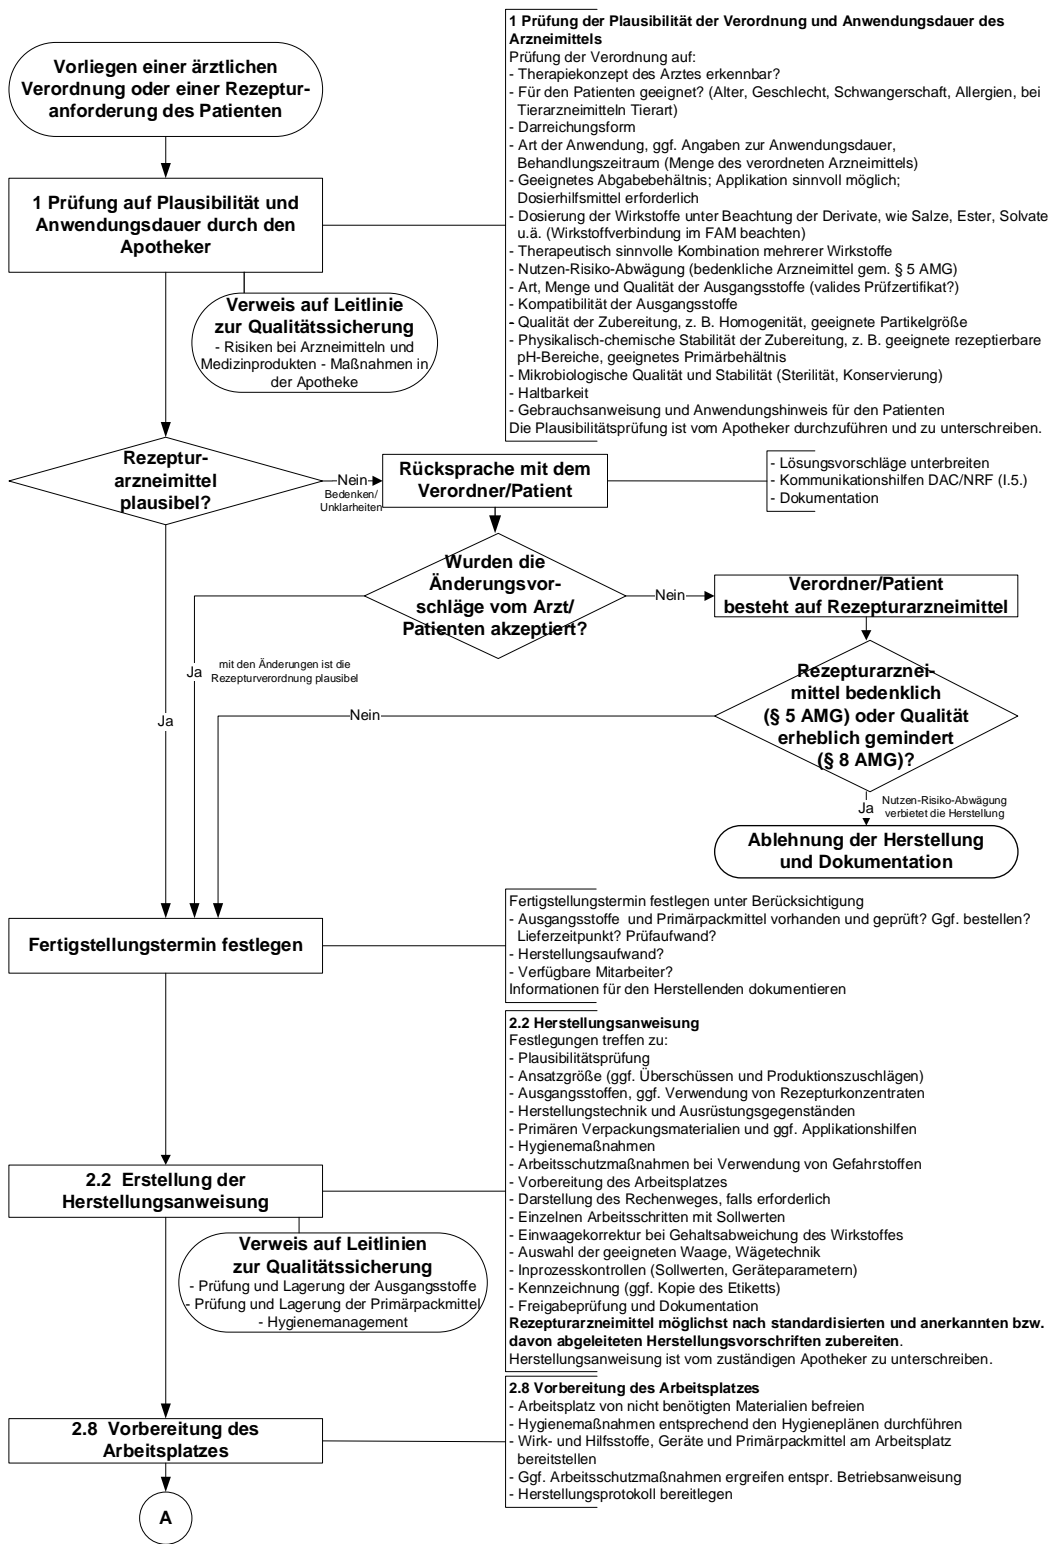 Vorliegen einer ärztlichen
Verordnung oder einer Rezeptur-
anforderung des Patienten
1 Prüfung auf Plausibilität und
Anwendungsdauer durch den
Apotheker
1 Prüfung der Plausibilität der Verordnung und Anwendungsdauer des
Arzneimittels
Prüfung der Verordnung auf:
- Therapiekonzept des Arztes erkennbar?
- Für den Patienten geeignet? (Alter, Geschlecht, Schwangerschaft, Allergien, bei
Tierarzneimitteln Tierart)
- Darreichungsform
- Art der Anwendung, ggf. Angaben zur Anwendungsdauer,
Behandlungszeitraum (Menge des verordneten Arzneimittels)
- Geeignetes Abgabebehältnis; Applikation sinnvoll möglich;
Dosierhilfsmittel erforderlich
- Dosierung der Wirkstoffe unter Beachtung der Derivate, wie Salze, Ester, Solvate
u.ä. (Wirkstoffverbindung im FAM beachten)
- Therapeutisch sinnvolle Kombination mehrerer Wirkstoffe
- Nutzen-Risiko-Abwägung (bedenkliche Arzneimittel gem. § 5 AMG)
- Art, Menge und Qualität der Ausgangsstoffe (valides Prüfzertifikat?)
- Kompatibilität der Ausgangsstoffe
- Qualität der Zubereitung, z. B. Homogenität, geeignete Partikelgröße
- Physikalisch-chemische Stabilität der Zubereitung, z. B. geeignete rezeptierbare
pH-Bereiche, geeignetes Primärbehältnis
- Mikrobiologische Qualität und Stabilität (Sterilität, Konservierung)
- Haltbarkeit
- Gebrauchsanweisung und Anwendungshinweis für den Patienten
Die Plausibilitätsprüfung ist vom Apotheker durchzuführen und zu unterschreiben.
Verweis auf Leitlinie
zur Qualitätssicherung
- Risiken bei Arzneimitteln und
Medizinprodukten - Maßnahmen in
der Apotheke
Rezeptur-
arzneimittel
plausibel?
Nein
Bedenken/
Unklarheiten
Rücksprache mit dem
Verordner/Patient
- Lösungsvorschläge unterbreiten
- Kommunikationshilfen DAC/NRF (I.5.)
- Dokumentation
Wurden die
Änderungsvor-
schläge vom Arzt/
Patienten akzeptiert?
Nein
Verordner/Patient
besteht auf Rezepturarzneimittel
Ja
mit den Änderungen ist die
Rezepturverordnung plausibel
Rezepturarznei-
mittel bedenklich
(§ 5 AMG) oder Qualität
erheblich gemindert
(§ 8 AMG)?
Ja
Nein
Ja
Nutzen-Risiko-Abwägung
verbietet die Herstellung
Ablehnung der Herstellung
und Dokumentation
Fertigstellungstermin festlegen
Fertigstellungstermin festlegen unter Berücksichtigung
- Ausgangsstoffe und Primärpackmittel vorhanden und geprüft? Ggf. bestellen?
Lieferzeitpunkt? Prüfaufwand?
- Herstellungsaufwand?
- Verfügbare Mitarbeiter?
Informationen für den Herstellenden dokumentieren
2.2 Erstellung der
Herstellungsanweisung
2.2 Herstellungsanweisung
Festlegungen treffen zu:
- Plausibilitätsprüfung
- Ansatzgröße (ggf. Überschüssen und Produktionszuschlägen)
- Ausgangsstoffen, ggf. Verwendung von Rezepturkonzentraten
- Herstellungstechnik und Ausrüstungsgegenständen
- Primären Verpackungsmaterialien und ggf. Applikationshilfen
- Hygienemaßnahmen
- Arbeitsschutzmaßnahmen bei Verwendung von Gefahrstoffen
- Vorbereitung des Arbeitsplatzes
- Darstellung des Rechenweges, falls erforderlich
- Einzelnen Arbeitsschritten mit Sollwerten
- Einwaagekorrektur bei Gehaltsabweichung des Wirkstoffes
- Auswahl der geeigneten Waage, Wägetechnik
- Inprozesskontrollen (Sollwerten, Geräteparametern)
- Kennzeichnung (ggf. Kopie des Etiketts)
- Freigabeprüfung und Dokumentation
Rezepturarzneimittel möglichst nach standardisierten und anerkannten bzw.
davon abgeleiteten Herstellungsvorschriften zubereiten.
Herstellungsanweisung ist vom zuständigen Apotheker zu unterschreiben.
Verweis auf Leitlinien
zur Qualitätssicherung
- Prüfung und Lagerung der Ausgangsstoffe
- Prüfung und Lagerung der Primärpackmittel
- Hygienemanagement
2.8 Vorbereitung des
Arbeitsplatzes
2.8 Vorbereitung des Arbeitsplatzes
- Arbeitsplatz von nicht benötigten Materialien befreien
- Hygienemaßnahmen entsprechend den Hygieneplänen durchführen
- Wirk- und Hilfsstoffe, Geräte und Primärpackmittel am Arbeitsplatz
bereitstellen
- Ggf. Arbeitsschutzmaßnahmen ergreifen entspr. Betriebsanweisung
- Herstellungsprotokoll bereitlegen
A